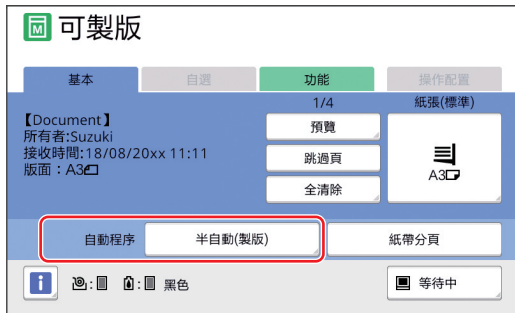 M 可製版
基本 自選 功能 操作配置
1/4 紙張(標準)
【Document】
所有者:Suzuki
接收時間:18/08/20xx 11:11
版面：A3
預覽
跳過頁
全清除
A3
自動程序 半自動(製版) 紙帶分頁
i : : 黑色 等待中